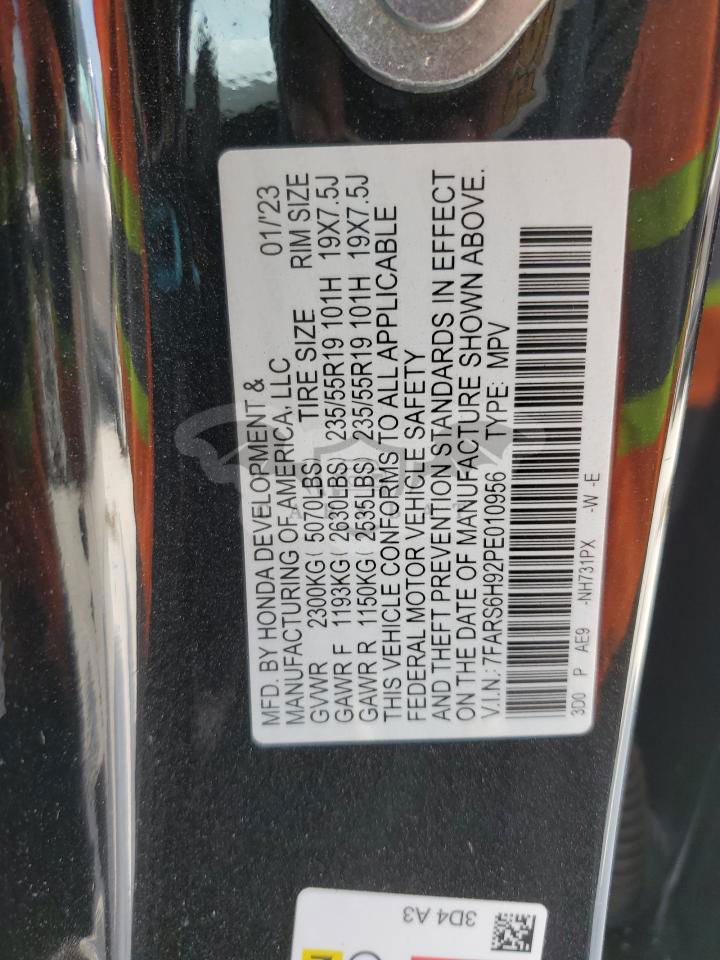 MFD. BY HONDA DEVELOPMENT & 01/'23
MANUFACTURING OF AMERICA, LLC
TIRE SIZE RIM SIZE
GVWR 2300KG( 5070LBS)
GAWR F 1193KG( 2630LBS) 235/55R19 101H 19X7.5J
GAWR R 1150KG( 2535LBS) 235/55R19 101H 19X7.5J
THIS VEHICLE CONFORMS TO ALL APPLICABLE
FEDERAL MOTOR VEHICLE SAFETY
AND THEFT PREVENTION STANDARDS IN EFFECT
ON THE DATE OF MANUFACTURE SHOWN ABOVE.
V.I.N.:7FARS6H92PE010966 TYPE: MPV
3D0 P AE9 -NH731PX -W -E
3D4 A3